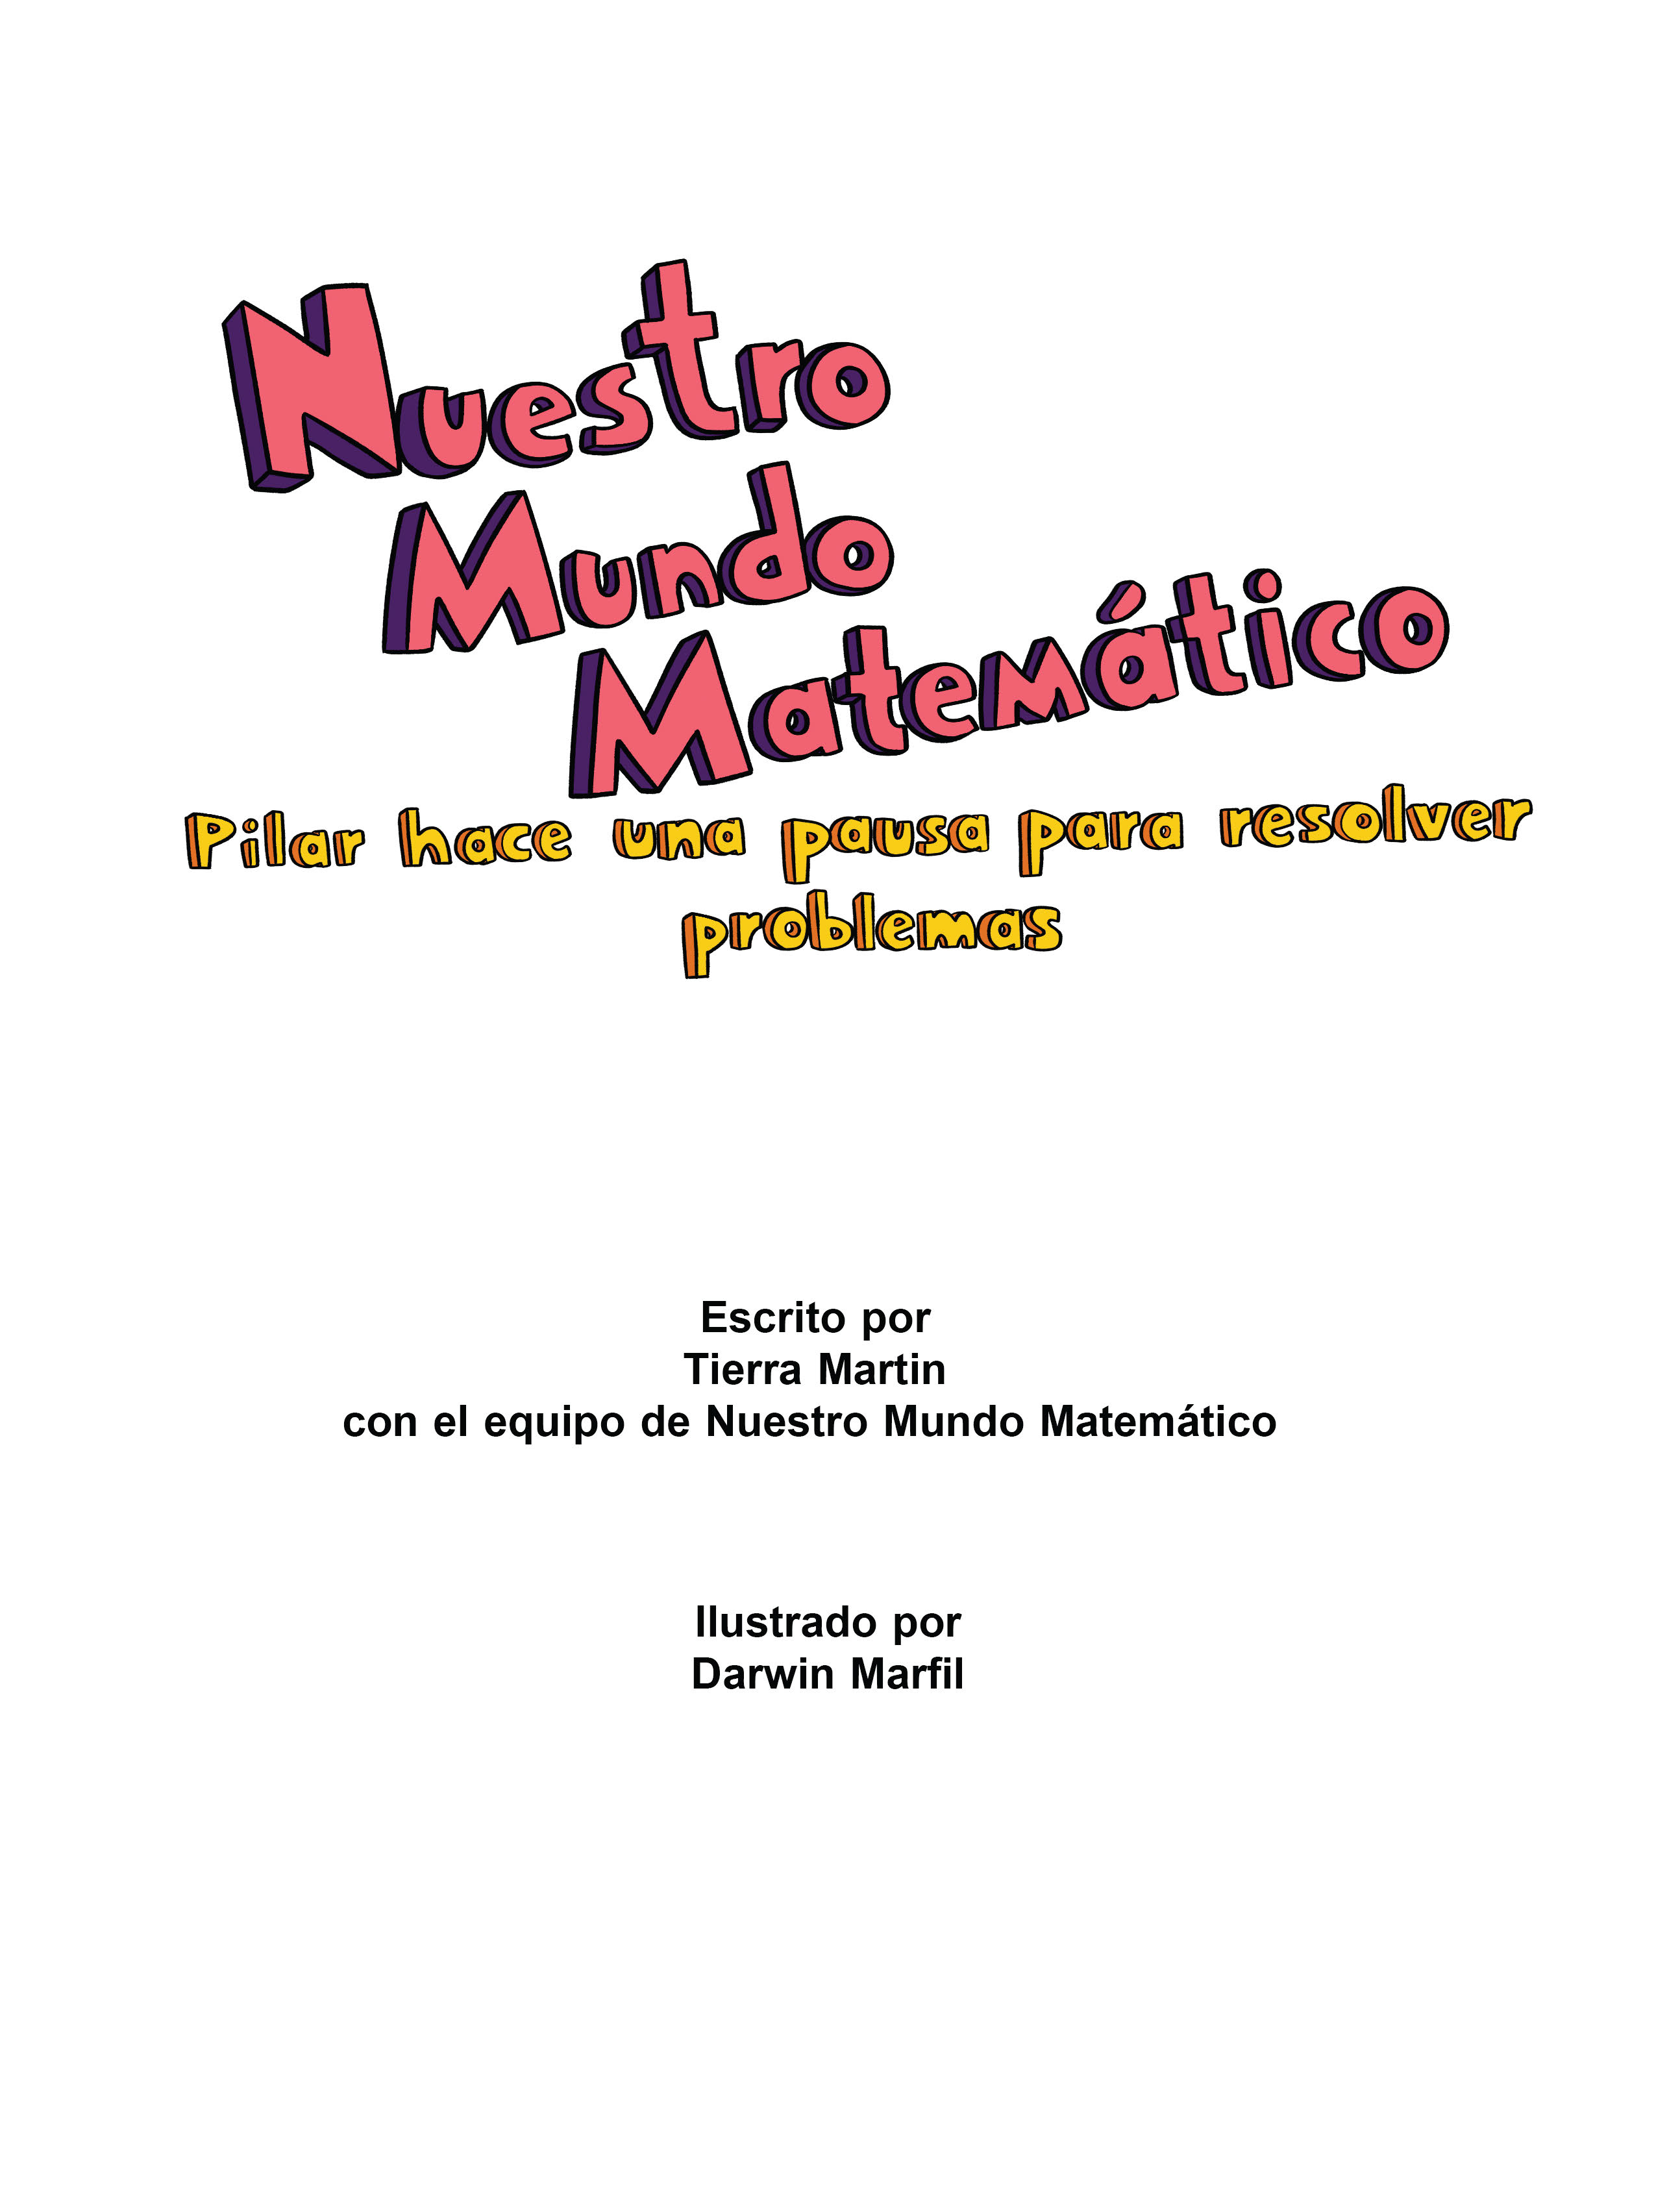 Nuestro
Mundo
Matemático
Pilar hace una pausa para resolver
problemas
Escrito por
Tierra Martin
con el equipo de Nuestro Mundo Matemático
Ilustrado por
Darwin Marfil